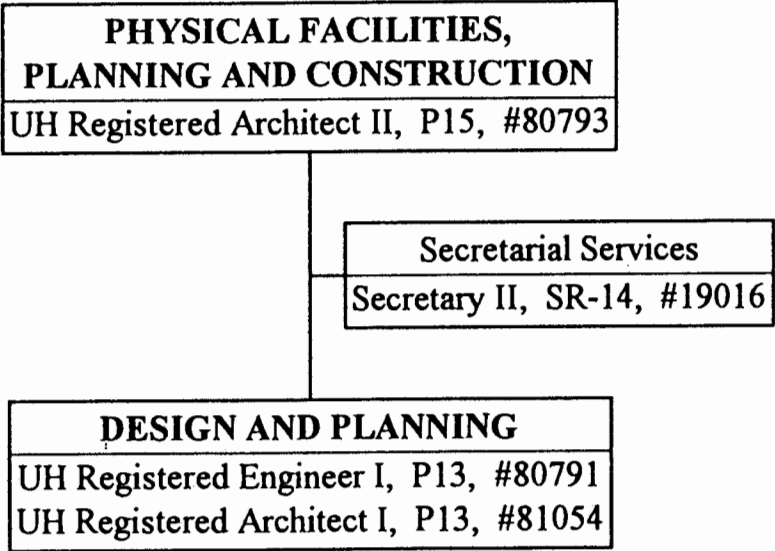 PHYSICAL FACILITIES,
PLANNING AND CONSTRUCTION
UH Registered Architect II, P15, #80793
Secretarial Services
Secretary II, SR-14, #19016
DESIGN AND PLANNING
UH Registered Engineer I, P13, #80791
UH Registered Architect I, P13, #81054